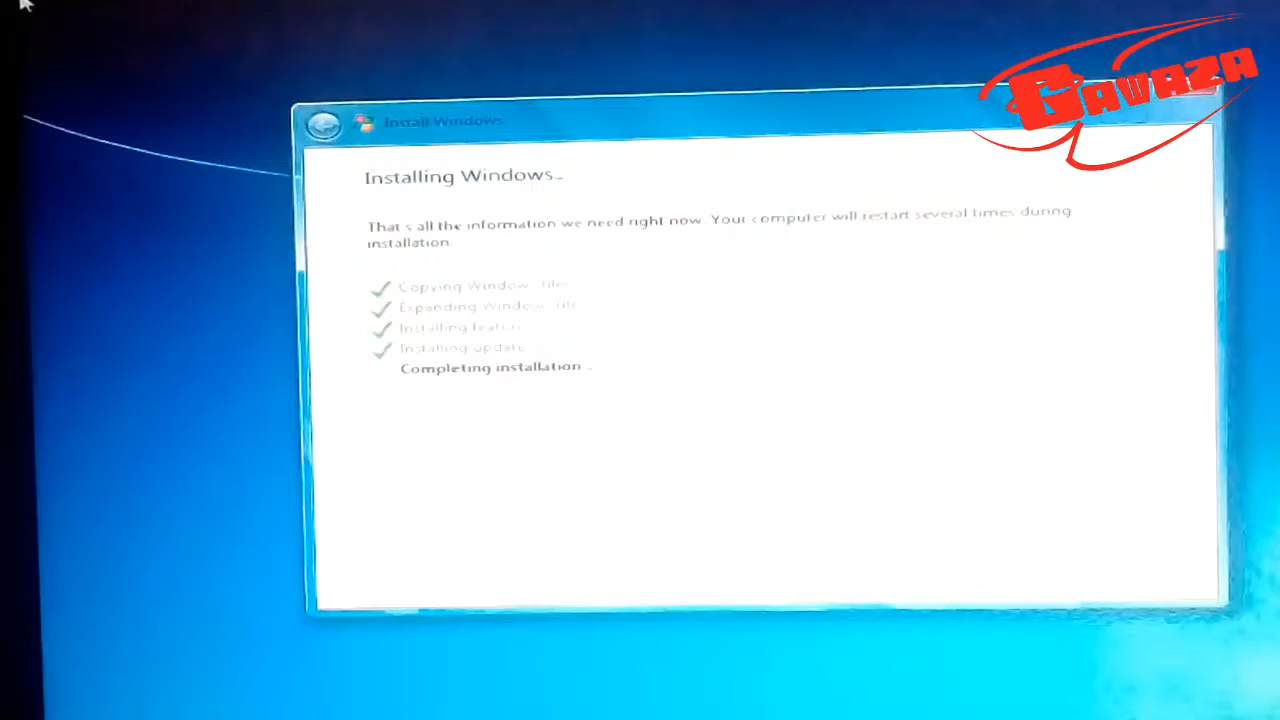 GAWAZA
Install Windows
Installing Windows...
That's all the information we need right now. Your computer will restart several times during
installation.
Copying Windows files
Expanding Windows files
Installing features
Installing updates
Completing installation ...